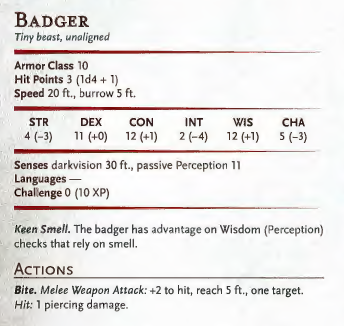 BADGER
Tiny beast, unaligned
Armor Class 10
Hit Points 3 (1d4 + 1)
Speed 20 ft., burrow 5 ft.
STR DEX CON INT WIS CHA
4 (–3) 11 (+0) 12 (+1) 2 (–4) 12 (+1) 5 (–3)
Senses darkvision 30 ft., passive Perception 11
Languages —
Challenge 0 (10 XP)
Keen Smell. The badger has advantage on Wisdom (Perception)
checks that rely on smell.
ACTIONS
Bite. Melee Weapon Attack: +2 to hit, reach 5 ft., one target.
Hit: 1 piercing damage.